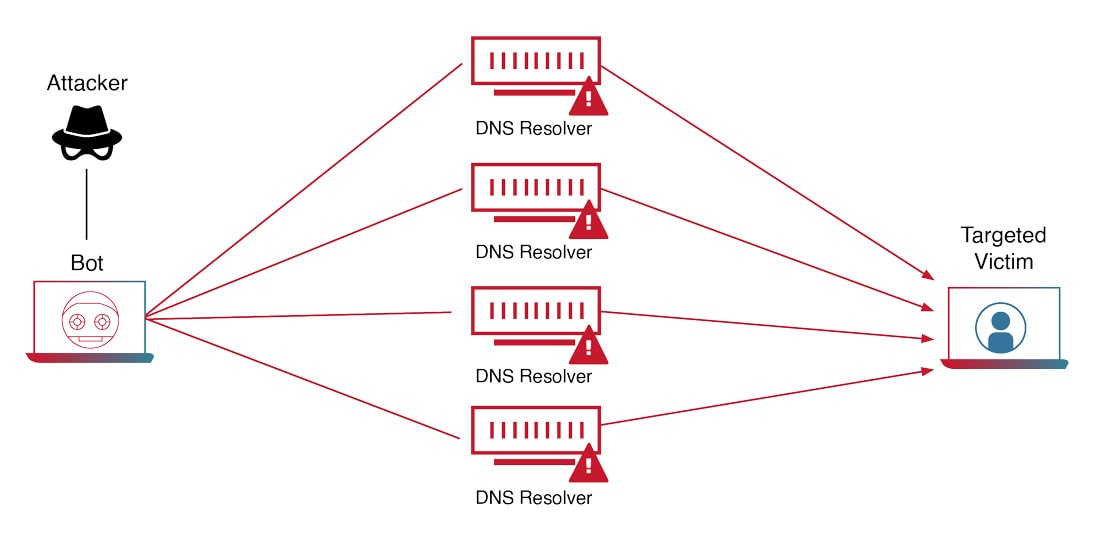 Attacker
Bot
DNS Resolver
DNS Resolver
DNS Resolver
DNS Resolver
Targeted
Victim